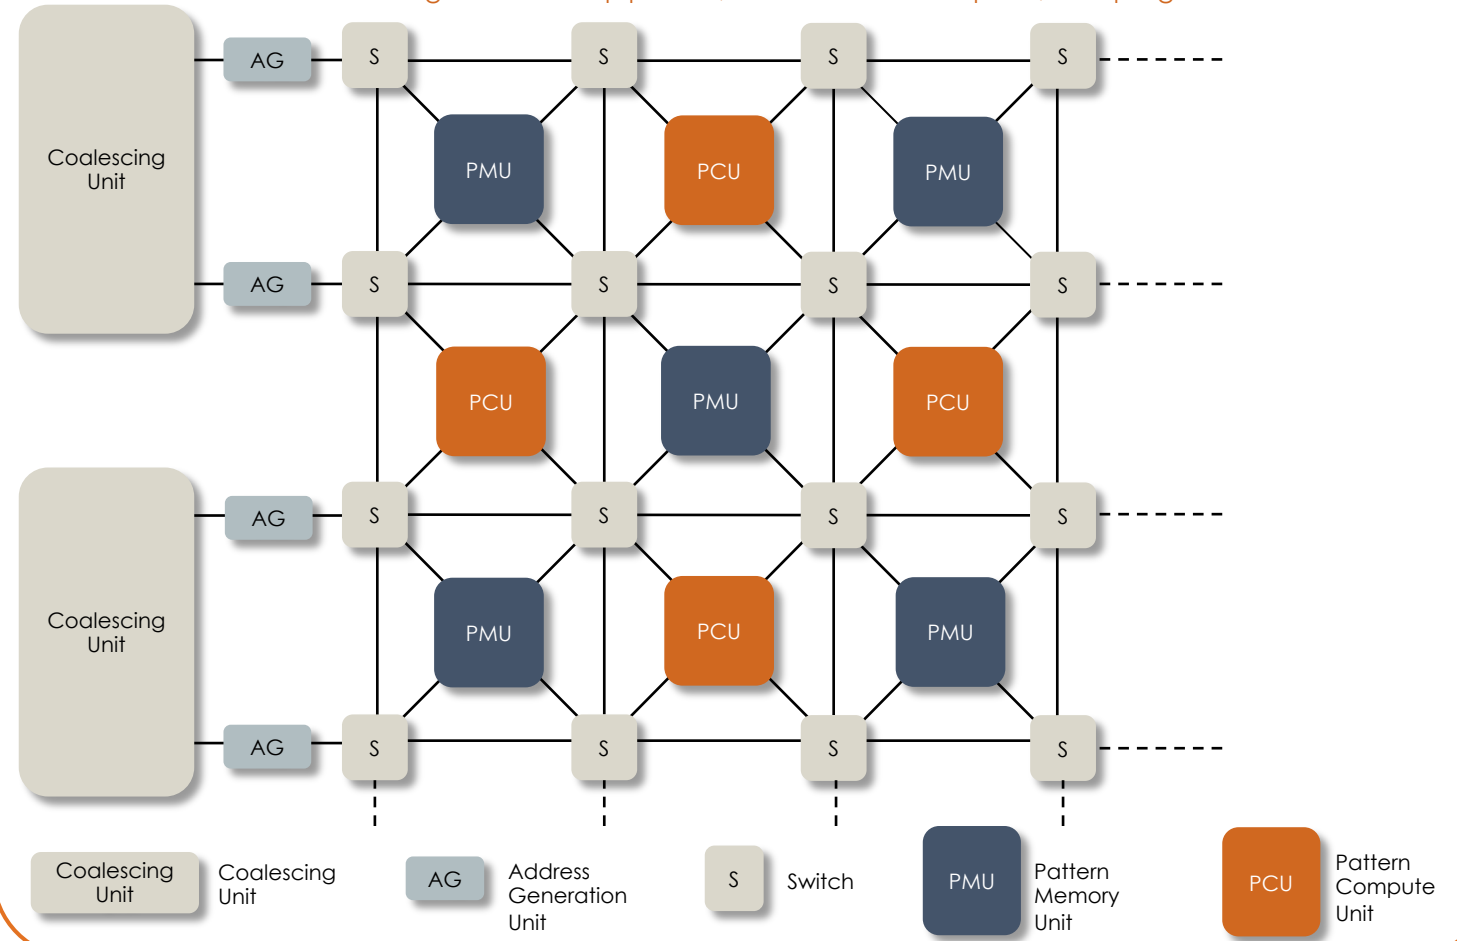 AG S S S S
Coalescing
Unit
PMU PCU PMU
AG S S S S
PCU PMU PCU
AG S S S S
Coalescing
Unit
PMU PCU PMU
AG S S S S
Coalescing
Unit
Coalescing
Unit
AG
Address
Generation
Unit
S
Switch
PMU
Pattern
Memory
Unit
PCU
Pattern
Compute
Unit